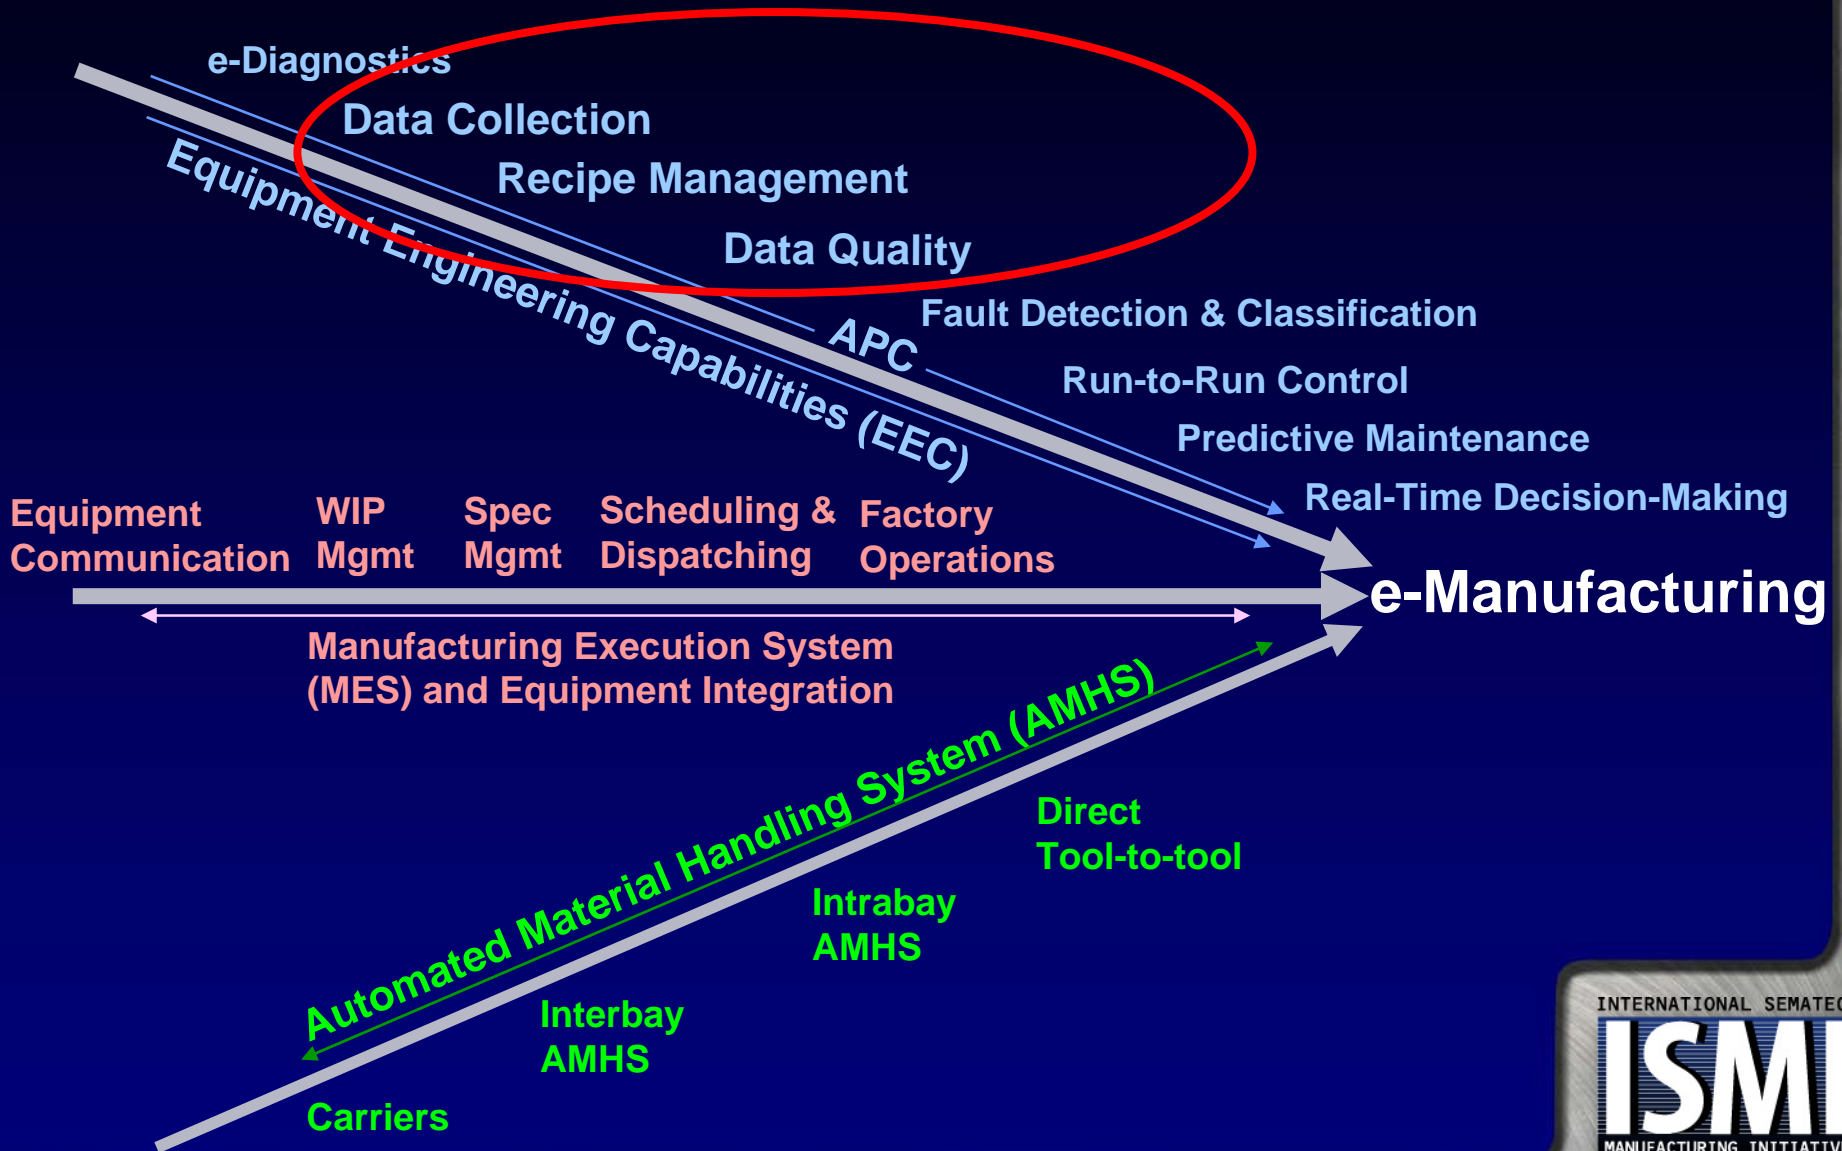 e-Diagnostics
Data Collection
Recipe Management
Data Quality
Equipment Engineering Capabilities (EEC)
APC
Fault Detection & Classification
Run-to-Run Control
Predictive Maintenance
Real-Time Decision-Making
Equipment
Communication
WIP
Mgmt
Spec
Mgmt
Scheduling &
Dispatching
Factory
Operations
e-Manufacturing
Manufacturing Execution System
(MES) and Equipment Integration
Automated Material Handling System (AMHS)
Direct
Tool-to-tool
Intrabay
AMHS
Interbay
AMHS
Carriers
INTERNATIONAL
ISM
MANUFACTURING